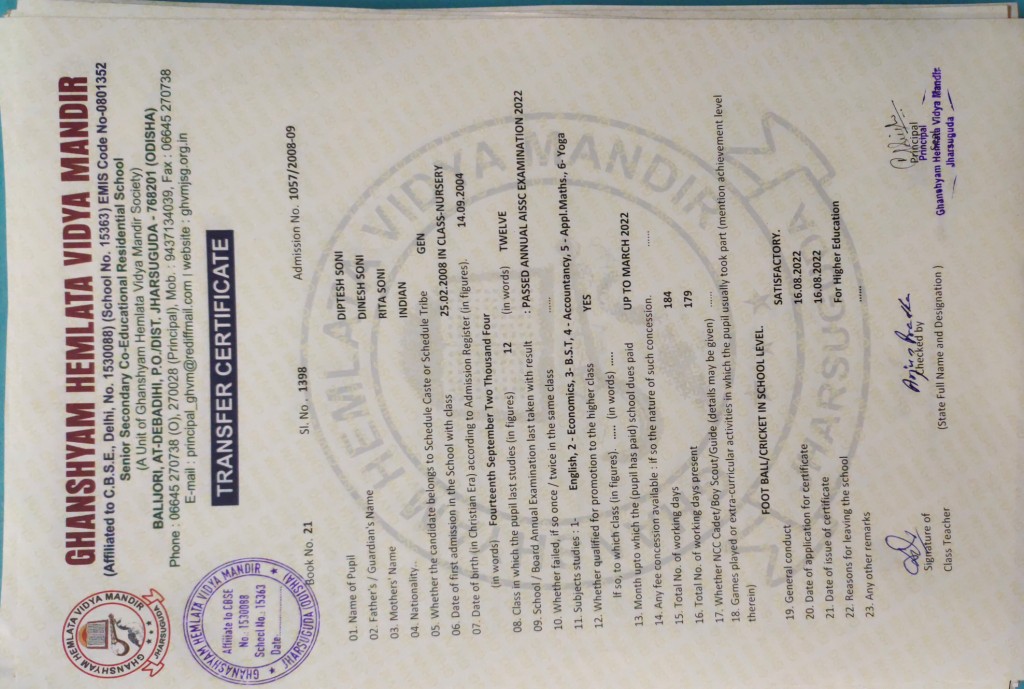 GHANSHYAM HEMLATA VIDYA MANDIR
(Affiliated to C.B.S.E, Delhi, No. 1530088) (School No. 15363) EMIS Code No-0801352
Senior Secondary Co-Educational Residential School
(A Unit of Ghanshyam Hemlata Vidya Mandir Society)
BALIJORI, AT-DEBADIHI, P.O./DIST. JHARSUGUDA - 768201 (ODISHA)
Phone : 06645 270738 (O), 270028 (Principal), Mob. : 9437134039, Fax : 06645 270738
E-mail : principal_ghvm@rediffmail.com | website : ghvmjsg.org.in
GHANSHYAM HEMLATA VIDYA MANDIR
JHARSUGUDA
TRANSFER CERTIFICATE
GHANSHYAM HEMLATA VIDYA MANDIR
Affiliate to CBSE
No - 1530098
School No. 15363
Date
JHARSUGUDA (ODISHA)
Book No. 21 Sl. No. 1398 Admission No. 1057/2008-09
01. Name of Pupil DIPTESH SONI
02. Father's / Guardian's Name DINESH SONI
03. Mothers' Name RITA SONI
04. Nationality... INDIAN
05. Whether the candidate belongs to Schedule Caste or Schedule Tribe GEN
06. Date of first admission in the School with class 25.02.2008 IN CLASS-NURSERY
07. Date of birth (in Christian Era) according to Admission Register (in figures). 14.09.2004
(in words) Fourteenth September Two Thousand Four
08. Class in which the pupil last studies (in figures) 12 (in words) TWELVE
09. School / Board Annual Examination last taken with result : PASSED ANNUAL AISSC EXAMINATION 2022
10. Whether failed, if so once / twice in the same class .....
11. Subjects studies : 1- English, 2 - Economics, 3- B.S.T, 4 - Accountancy, 5 - Appl.Maths., 6- Yoga
12. Whether qualified for promotion to the higher class YES
If so, to which class (in figures). ..... (in words) .....
13. Month upto which the (pupil has paid) school dues paid UP TO MARCH 2022
14. Any fee concession available : if so the nature of such concession. ......
15. Total No. of working days 184
16. Total No. of working days present 179
17. Whether NCC Cadet/Boy Scout/Guide (details may be given) ......
18. Games played or extra-curricular activities in which the pupil usually took part (mention achievement level
therein) FOOT BALL/CRICKET IN SCHOOL LEVEL.
19. General conduct SATISFACTORY.
20. Date of application for certificate 16.08.2022
21. Date of issue of certificate 16.08.2022
22. Reasons for leaving the school For Higher Education
23. Any other remarks ......
Signature of
Class Teacher
Checked by
(State Full Name and Designation )
Principal
Principal
Ghanshyam Hemlata Vidya Mandir
Jharsuguda
HEMLATA VIDYA MANDIR
JHARSUGUDA